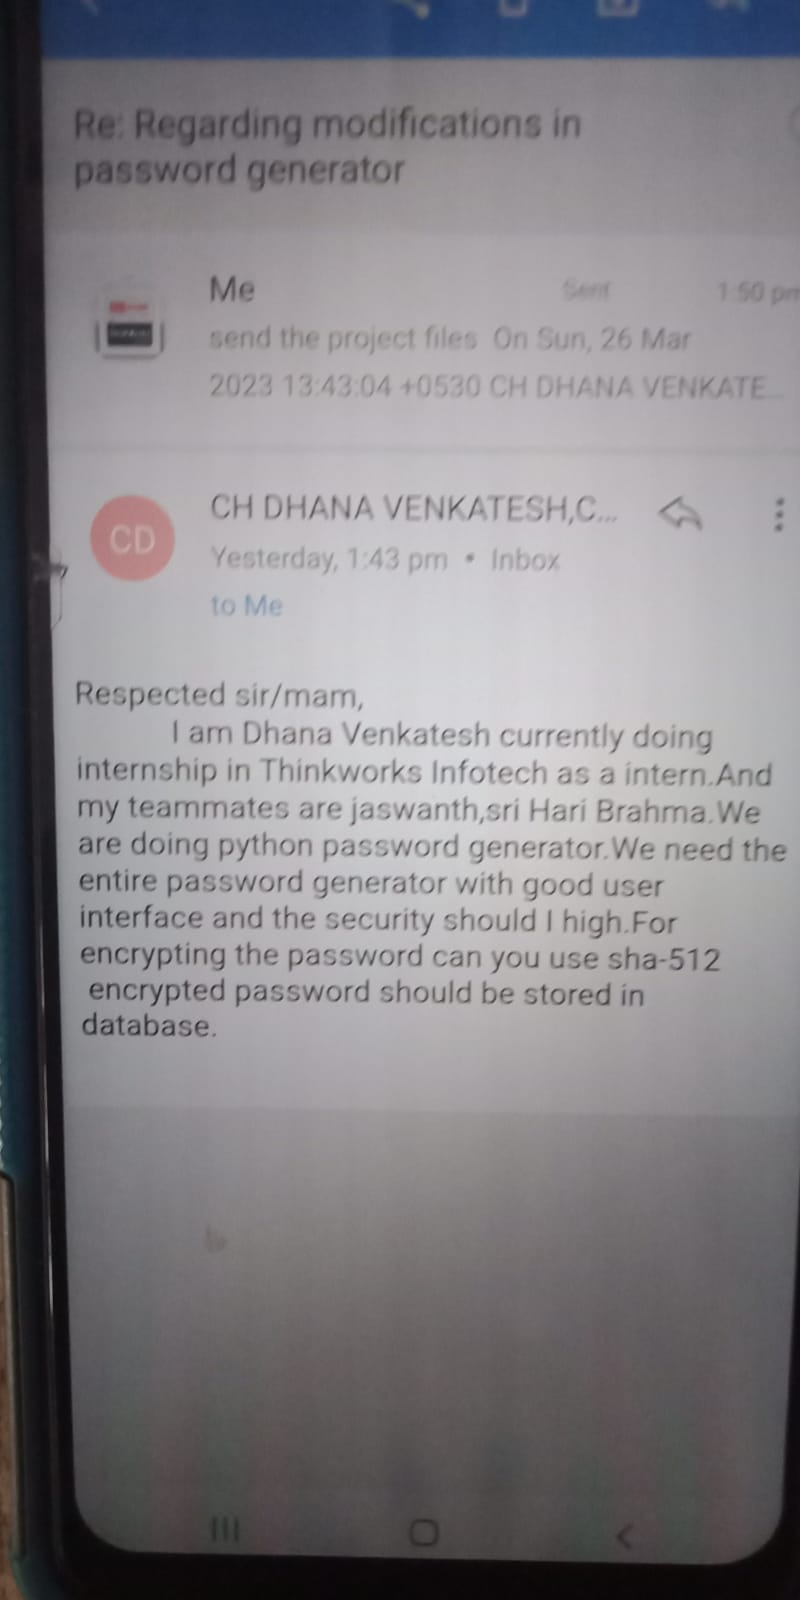 Re: Regarding modifications in
password generator
Me
Sent
1:50 pm
send the project files On Sun, 26 Mar
2023 13:43:04 +0530 CH DHANA VENKATE...
CD
CH DHANA VENKATESH,C...
Yesterday, 1:43 pm • Inbox
to Me
Respected sir/mam,
I am Dhana Venkatesh currently doing
internship in Thinkworks Infotech as a intern.And
my teammates are jaswanth,sri Hari Brahma.We
are doing python password generator.We need the
entire password generator with good user
interface and the security should I high.For
encrypting the password can you use sha-512
encrypted password should be stored in
database.